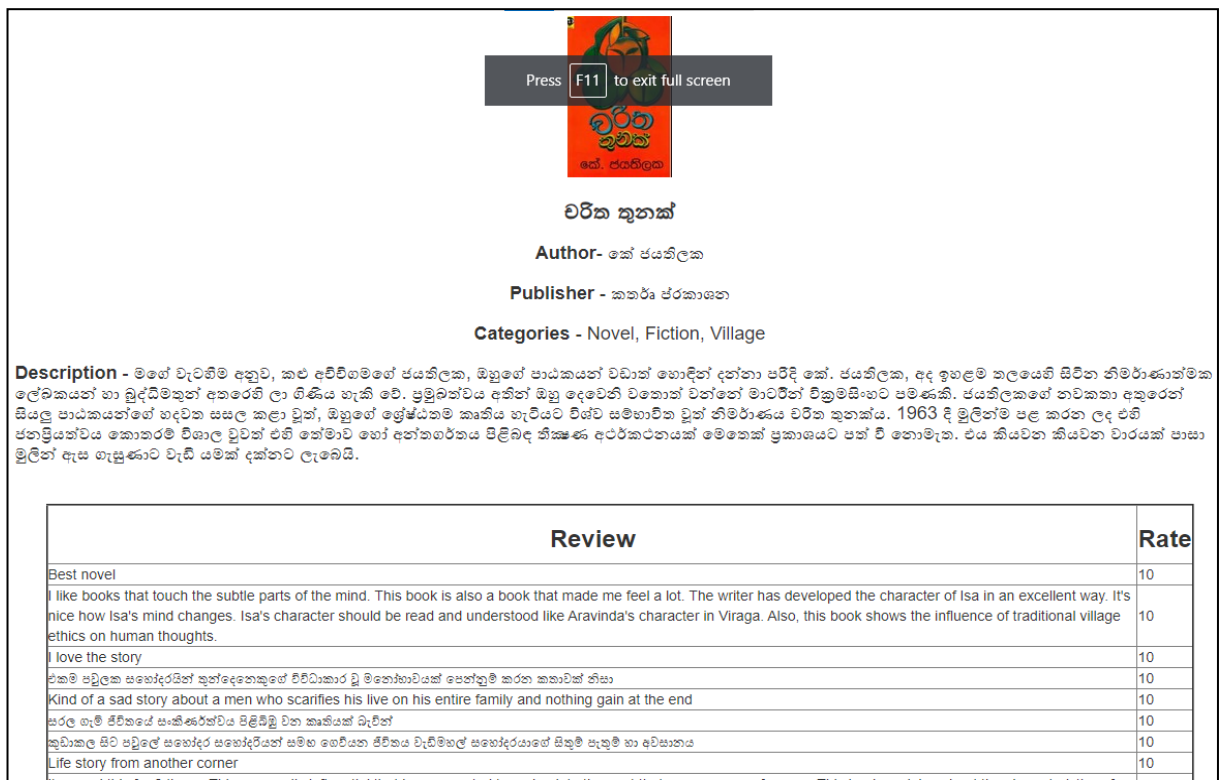 Press F11 to exit full screen
චරිත
තුනක්
කේ. ජයතිලක
චරිත තුනක්
Author- කේ ජයතිලක
Publisher - කතෘර් ප්රකාශන
Categories - Novel, Fiction, Village
Description - මගේ වැටහීම අනුව, කළු අච්චිගමගේ ජයතිලක, ඔහුගේ පාඨකයන් වඩාත් හොඳින් දන්නා පරිදි කේ. ජයතිලක, අද ඉහළම තලයෙහි සිටින නිර්මාණාත්මක
ලේඛකයන් හා බුද්ධිමතුන් අතරෙහි ලා ගිණිය හැකි වේ. ප්‍රමුඛත්වය අතින් ඔහු දෙවෙනි වතොත් වන්නේ මාර්ටින් වික්‍රමසිංහට පමණකි. ජයතිලකගේ නවකතා අතුරෙන්
සියලු පාඨකයන්ගේ හදවත සසල කළා වූත්, ඔහුගේ ශ්‍රේෂ්ඨතම කෘතිය හැටියට විශ්ව සම්භාවිත වූත් නිර්මාණය චරිත තුනක්ය. 1963 දී මුලින්ම පළ කරන ලද එහි
ජනප්‍රියත්වය කොතරම් විශාල වුවත් එහි තේමාව හෝ අන්තර්ගතය පිළිබඳ තීක්‍ෂණ අර්ථකථනයක් මෙතෙක් ප්‍රකාශයට පත් වී නොමැත. එය කියවන කියවන වාරයක් පාසා
මුලින් ඇස ගැසුණාට වැඩි යමක් දක්නට ලැබෙයි.
Review Rate
Best novel 10
I like books that touch the subtle parts of the mind. This book is also a book that made me feel a lot. The writer has developed the character of Isa in an excellent way. It's
nice how Isa's mind changes. Isa's character should be read and understood like Aravinda's character in Viraga. Also, this book shows the influence of traditional village 10
ethics on human thoughts.
I love the story 10
එකම පවුලක සහෝදරයින් තුන්දෙනෙකුගේ විවිධාකාර වූ මනෝභාවයක් පෙන්නුම් කරන කතාවක් නිසා 10
Kind of a sad story about a men who scarifies his live on his entire family and nothing gain at the end 10
සරල ගැමි ජීවිතයේ සංකීර්ණත්වය පිළිබිඹු වන කෘතියක් බැවින් 10
කුඩාකල සිට පවුලේ සහෝදර සහෝදරියන් සමඟ ගෙවියන ජීවිතය වැඩිමහල් සහෝදරයාගේ සිතුම් පැතුම් හා අවසානය 10
Life story from another corner 10